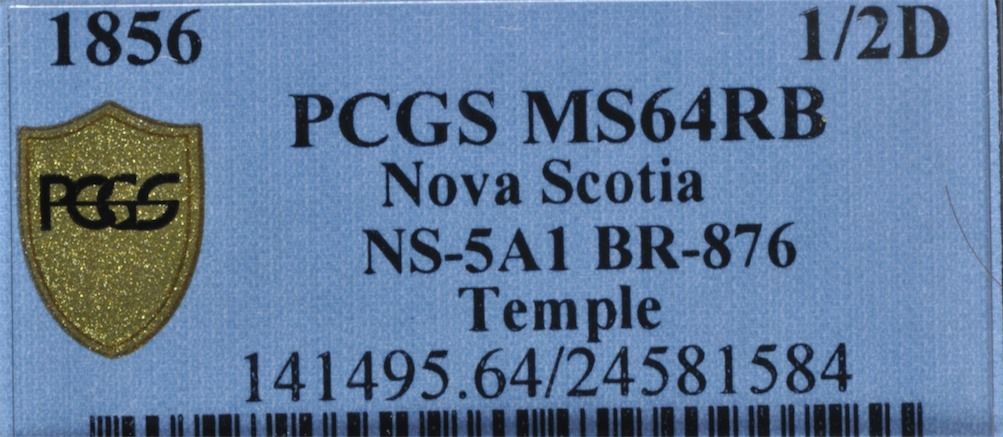 1856 1/2D
PCGS MS64RB
Nova Scotia
PCGS
NS-5A1 BR-876
Temple
141495.64/24581584